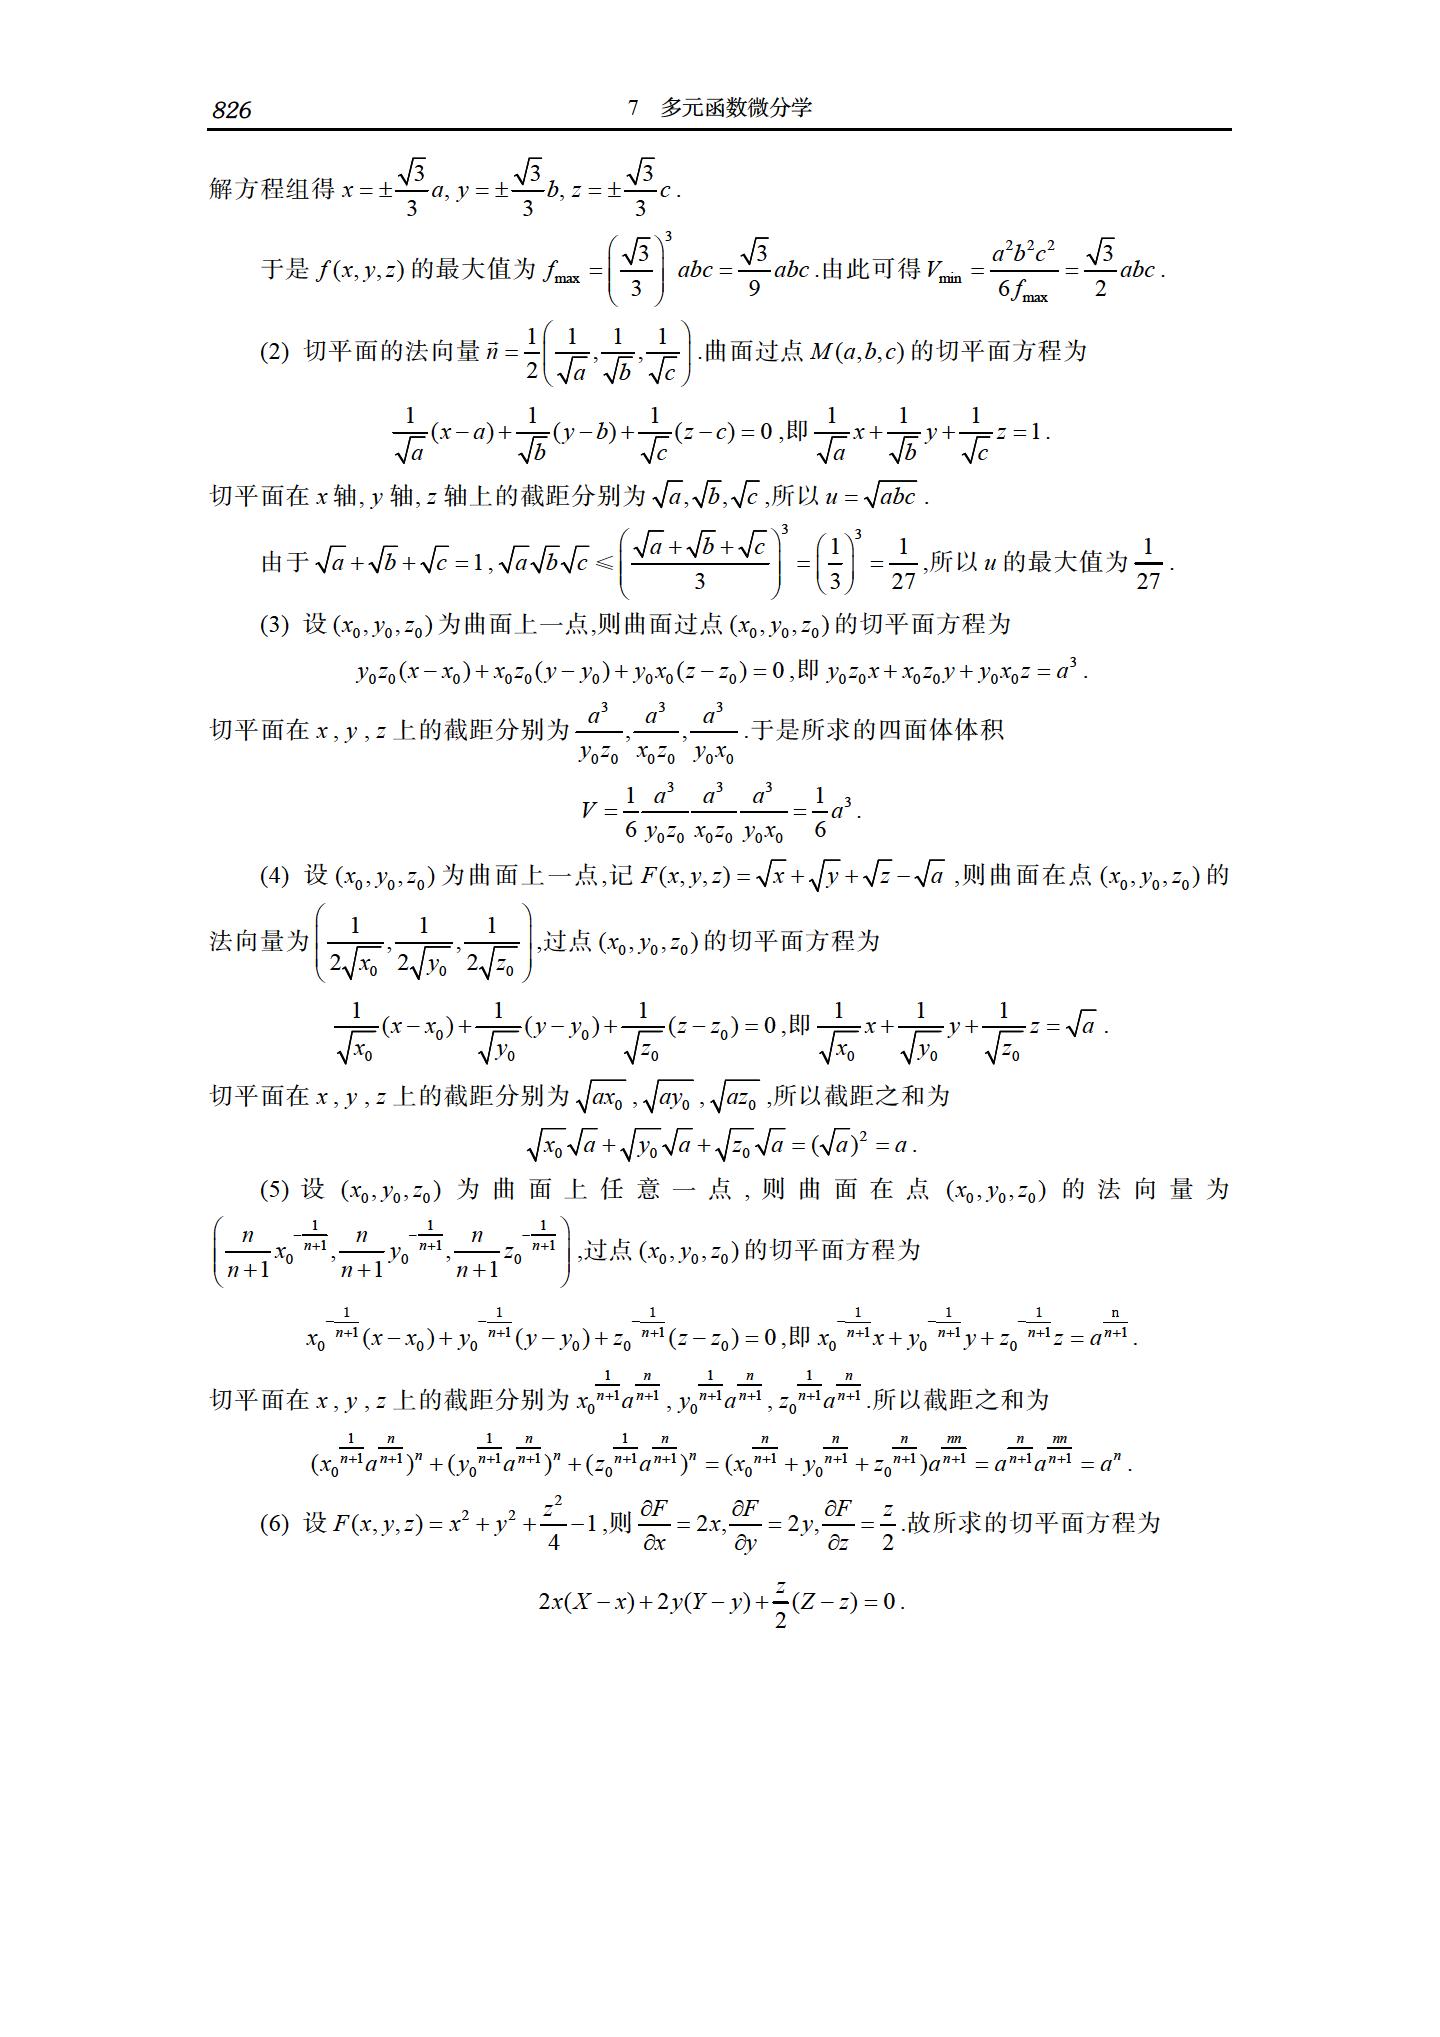 826 7 多元函数微分学
解方程组得 $x=\pm\frac{\sqrt{3}}{3}a, y=\pm\frac{\sqrt{3}}{3}b, z=\pm\frac{\sqrt{3}}{3}c$ .
于是 $f(x,y,z)$ 的最大值为 $f_{\max}=\left(\frac{\sqrt{3}}{3}\right)^3 abc=\frac{\sqrt{3}}{9}abc$ .由此可得 $V_{\min}=\frac{a^2b^2c^2}{6f_{\max}}=\frac{\sqrt{3}}{2}abc$ .
(2) 切平面的法向量 $\vec{n}=\frac{1}{2}\left(\frac{1}{\sqrt{a}},\frac{1}{\sqrt{b}},\frac{1}{\sqrt{c}}\right)$ .曲面过点 $M(a,b,c)$ 的切平面方程为
$\frac{1}{\sqrt{a}}(x-a)+\frac{1}{\sqrt{b}}(y-b)+\frac{1}{\sqrt{c}}(z-c)=0$ ,即 $\frac{1}{\sqrt{a}}x+\frac{1}{\sqrt{b}}y+\frac{1}{\sqrt{c}}z=1$ .
切平面在 $x$ 轴, $y$ 轴, $z$ 轴上的截距分别为 $\sqrt{a},\sqrt{b},\sqrt{c}$ ,所以 $u=\sqrt{abc}$ .
由于 $\sqrt{a}+\sqrt{b}+\sqrt{c}=1$ , $\sqrt{a}\sqrt{b}\sqrt{c}\leqslant\left(\frac{\sqrt{a}+\sqrt{b}+\sqrt{c}}{3}\right)^3=\left(\frac{1}{3}\right)^3=\frac{1}{27}$ ,所以 $u$ 的最大值为 $\frac{1}{27}$ .
(3) 设 $(x_0,y_0,z_0)$ 为曲面上一点,则曲面过点 $(x_0,y_0,z_0)$ 的切平面方程为
$y_0z_0(x-x_0)+x_0z_0(y-y_0)+y_0x_0(z-z_0)=0$ ,即 $y_0z_0x+x_0z_0y+y_0x_0z=a^3$ .
切平面在 $x$ , $y$ , $z$ 上的截距分别为 $\frac{a^3}{y_0z_0},\frac{a^3}{x_0z_0},\frac{a^3}{y_0x_0}$ .于是所求的四面体体积
$V=\frac{1}{6}\frac{a^3}{y_0z_0}\frac{a^3}{x_0z_0}\frac{a^3}{y_0x_0}=\frac{1}{6}a^3$ .
(4) 设 $(x_0,y_0,z_0)$ 为曲面上一点,记 $F(x,y,z)=\sqrt{x}+\sqrt{y}+\sqrt{z}-\sqrt{a}$ ,则曲面在点 $(x_0,y_0,z_0)$ 的
法向量为 $\left(\frac{1}{2\sqrt{x_0}},\frac{1}{2\sqrt{y_0}},\frac{1}{2\sqrt{z_0}}\right)$ ,过点 $(x_0,y_0,z_0)$ 的切平面方程为
$\frac{1}{\sqrt{x_0}}(x-x_0)+\frac{1}{\sqrt{y_0}}(y-y_0)+\frac{1}{\sqrt{z_0}}(z-z_0)=0$ ,即 $\frac{1}{\sqrt{x_0}}x+\frac{1}{\sqrt{y_0}}y+\frac{1}{\sqrt{z_0}}z=\sqrt{a}$ .
切平面在 $x$ , $y$ , $z$ 上的截距分别为 $\sqrt{ax_0}$ , $\sqrt{ay_0}$ , $\sqrt{az_0}$ ,所以截距之和为
$\sqrt{x_0}\sqrt{a}+\sqrt{y_0}\sqrt{a}+\sqrt{z_0}\sqrt{a}=(\sqrt{a})^2=a$ .
(5) 设 $(x_0,y_0,z_0)$ 为曲面上任意一点,则曲面在点 $(x_0,y_0,z_0)$ 的法向量为
$\left(\frac{n}{n+1}x_0^{-\frac{1}{n+1}},\frac{n}{n+1}y_0^{-\frac{1}{n+1}},\frac{n}{n+1}z_0^{-\frac{1}{n+1}}\right)$ ,过点 $(x_0,y_0,z_0)$ 的切平面方程为
$x_0^{-\frac{1}{n+1}}(x-x_0)+y_0^{-\frac{1}{n+1}}(y-y_0)+z_0^{-\frac{1}{n+1}}(z-z_0)=0$ ,即 $x_0^{-\frac{1}{n+1}}x+y_0^{-\frac{1}{n+1}}y+z_0^{-\frac{1}{n+1}}z=a^{\frac{n}{n+1}}$ .
切平面在 $x$ , $y$ , $z$ 上的截距分别为 $x_0^{\frac{1}{n+1}}a^{\frac{n}{n+1}}$ , $y_0^{\frac{1}{n+1}}a^{\frac{n}{n+1}}$ , $z_0^{\frac{1}{n+1}}a^{\frac{n}{n+1}}$ .所以截距之和为
$(x_0^{\frac{1}{n+1}}a^{\frac{n}{n+1}})^n+(y_0^{\frac{1}{n+1}}a^{\frac{n}{n+1}})^n+(z_0^{\frac{1}{n+1}}a^{\frac{n}{n+1}})^n=(x_0^{\frac{n}{n+1}}+y_0^{\frac{n}{n+1}}+z_0^{\frac{n}{n+1}})a^{\frac{nn}{n+1}}=a^{\frac{n}{n+1}}a^{\frac{nn}{n+1}}=a^n$ .
(6) 设 $F(x,y,z)=x^2+y^2+\frac{z^2}{4}-1$ ,则 $\frac{\partial F}{\partial x}=2x,\frac{\partial F}{\partial y}=2y,\frac{\partial F}{\partial z}=\frac{z}{2}$ .故所求的切平面方程为
$2x(X-x)+2y(Y-y)+\frac{z}{2}(Z-z)=0$ .